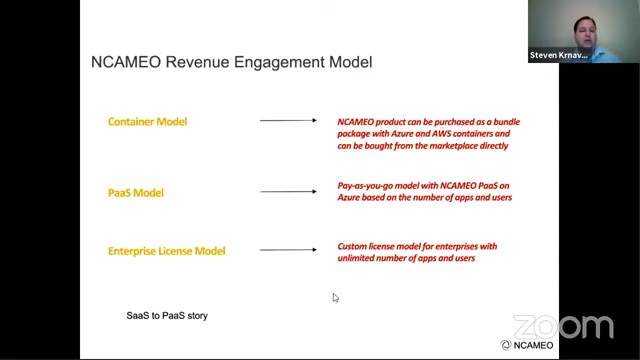 Steven Krnav...
NCAMEO Revenue Engagement Model
Container Model
NCAMEO product can be purchased as a bundle
package with Azure and AWS containers and
can be bought from the marketplace directly
PaaS Model
Pay-as-you-go model with NCAMEO PaaS on
Azure based on the number of apps and users
Enterprise License Model
Custom license model for enterprises with
unlimited number of apps and users
SaaS to PaaS story
zoom
NCAMEO